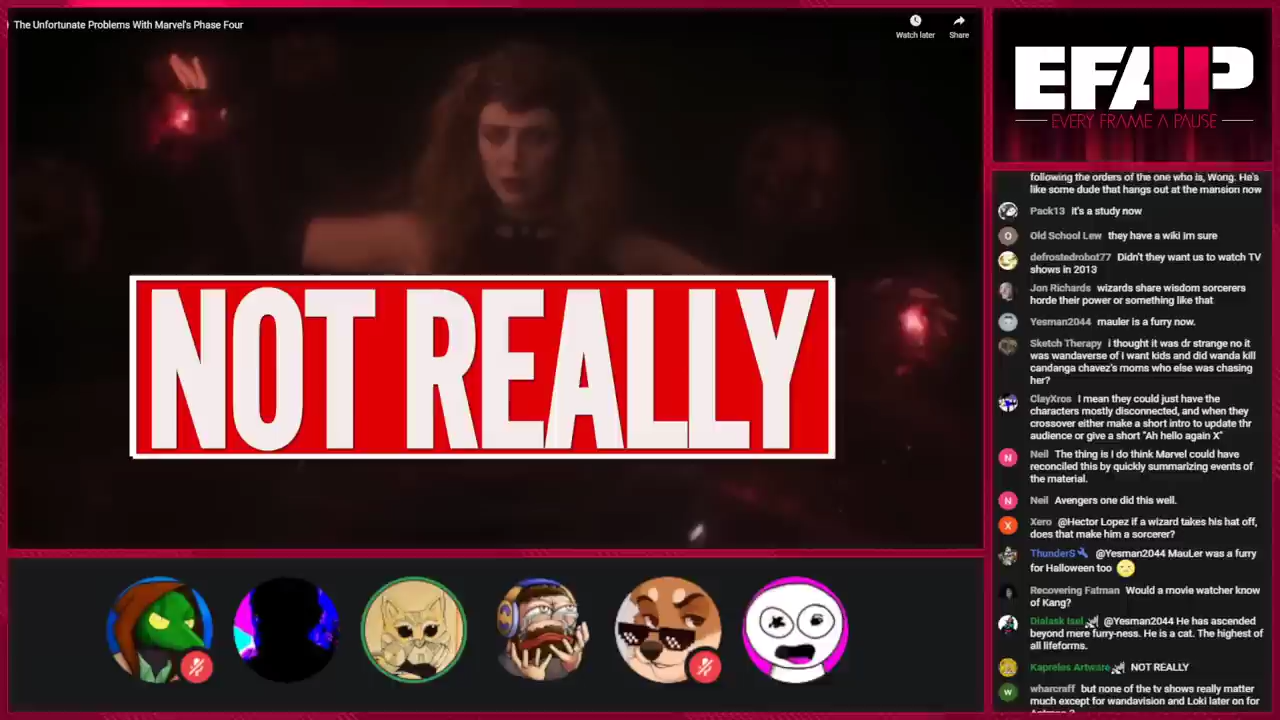 The Unfortunate Problems With Marvel's Phase Four
Watch later
Share
NOT REALLY
EFAP
EVERY FRAME A PAUSE
following the orders of the one who is, Wong. He's
like some dude that hangs out at the mansion now
Pack13 it's a study now
Old School Lew they have a wiki im sure
defrostedrobot77 Didn't they want us to watch TV
shows in 2013
Jon Richards wizards share wisdom sorcerers
horde their power or something like that
Yesman2044 mauler is a furry now.
Sketch Therapy i thought it was dr strange no it
was wandaverse of i want kids and did wanda kill
candanga chavez's moms who else was chasing
her?
ClayXros I mean they could just have the
characters mostly disconnected, and when they
crossover either make a short intro to update thr
audience or give a short "Ah hello again X"
Neil The thing is I do think Marvel could have
reconciled this by quickly summarizing events of
the material.
Neil Avengers one did this well.
Xero @Hector Lopez if a wizard takes his hat off,
does that make him a sorcerer?
ThunderS @Yesman2044 MauLer was a furry
for Halloween too
Recovering Fatman Would a movie watcher know
of Kang?
Dialask Isel @Yesman2044 He has ascended
beyond mere furry-ness. He is a cat. The highest of
all lifeforms.
Kapreles Artware NOT REALLY
wharcraff but none of the tv shows really matter
much except for wandavision and Loki later on for